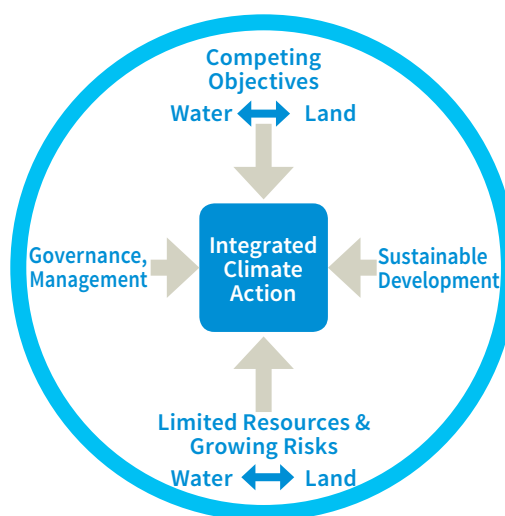 Competing
Objectives
Water Land
Governance,
Management
Integrated
Climate
Action
Sustainable
Development
Limited Resources &
Growing Risks
Water Land